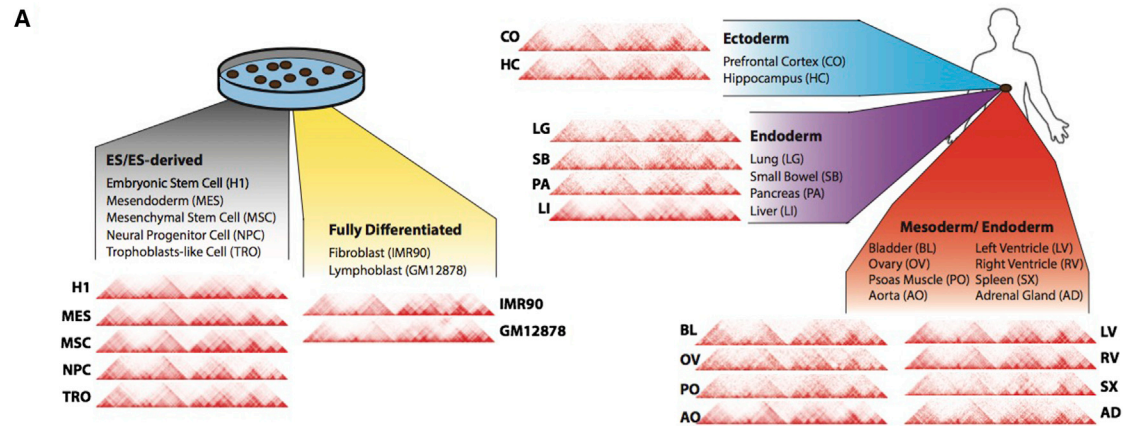 A
ES/ES-derived
Embryonic Stem Cell (H1)
Mesendoderm (MES)
Mesenchymal Stem Cell (MSC)
Neural Progenitor Cell (NPC)
Trophoblasts-like Cell (TRO)
H1
MES
MSC
NPC
TRO
Fully Differentiated
Fibroblast (IMR90)
Lymphoblast (GM12878)
IMR90
GM12878
CO
HC
Ectoderm
Prefrontal Cortex (CO)
Hippocampus (HC)
LG
SB
PA
LI
Endoderm
Lung (LG)
Small Bowel (SB)
Pancreas (PA)
Liver (LI)
Mesoderm/ Endoderm
Bladder (BL) Left Ventricle (LV)
Ovary (OV) Right Ventricle (RV)
Psoas Muscle (PO) Spleen (SX)
Aorta (AO) Adrenal Gland (AD)
BL LV
OV RV
PO SX
AO AD